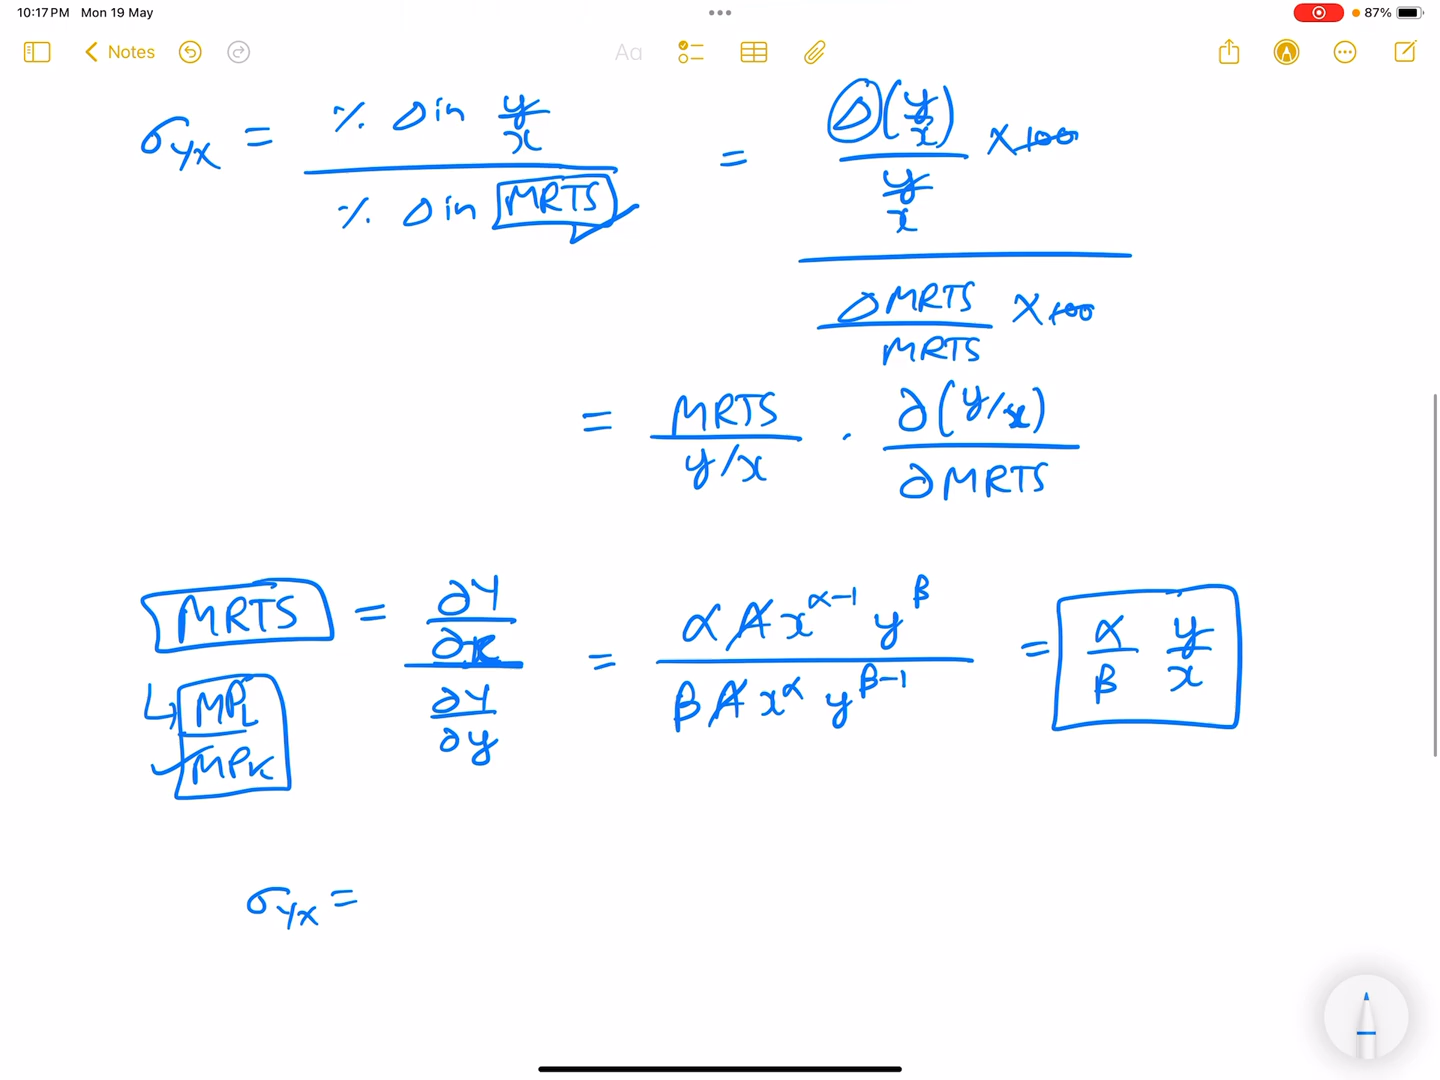 10:17 PM Mon 19 May
87%
Notes
Aa
σyx = % Δ in y/x / % Δ in MRTS = Δ(y/x) / (y/x) × 100 / ΔMRTS / MRTS × 100
= MRTS / y/x · ∂(y/x) / ∂MRTS
MRTS = ∂Y/∂x / ∂Y/∂y = αAx^(α-1) y^β / βAx^α y^(β-1) = α/β y/x
↳ MPL / MPK
σyx =